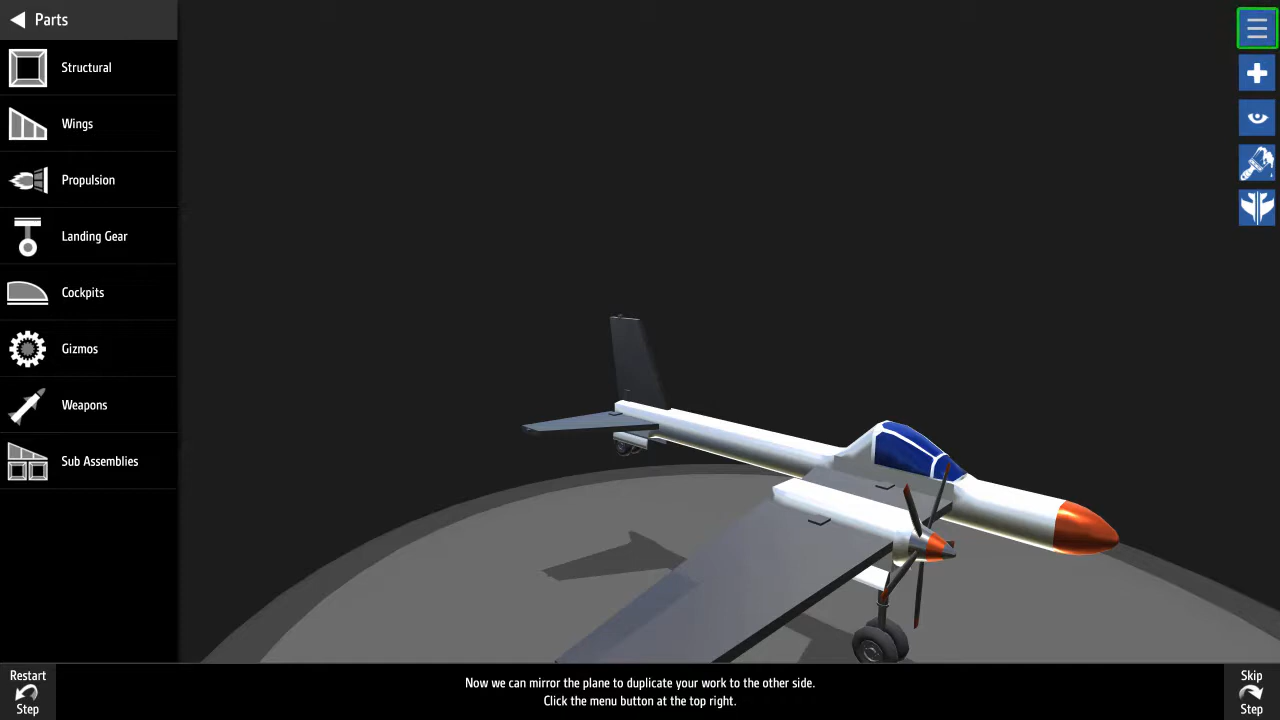 Parts
Structural
Wings
Propulsion
Landing Gear
Cockpits
Gizmos
Weapons
Sub Assemblies
Restart
Step
Now we can mirror the plane to duplicate your work to the other side.
Click the menu button at the top right.
Skip
Step